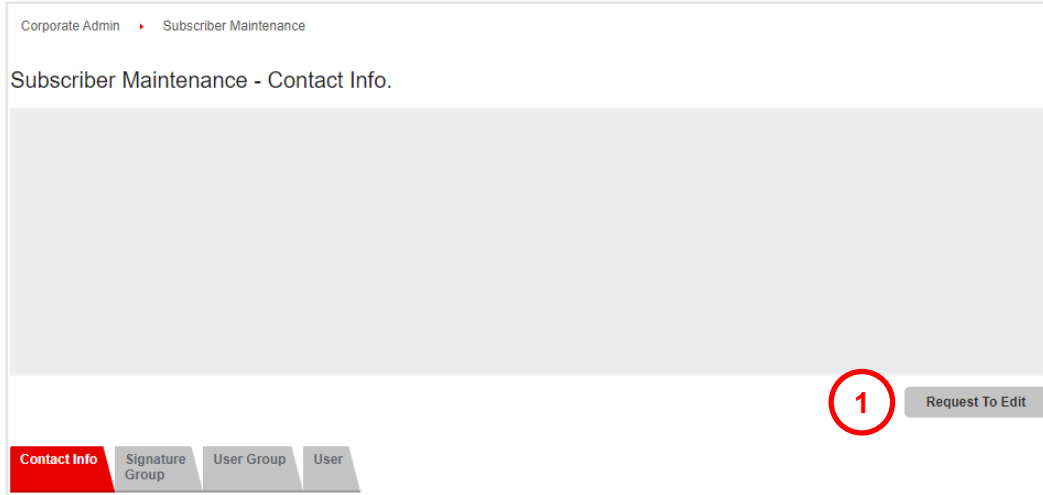 Corporate Admin Subscriber Maintenance
Subscriber Maintenance - Contact Info.
1 Request To Edit
Contact Info Signature Group User Group User